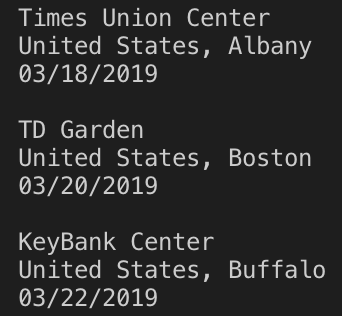 Times Union Center
United States, Albany
03/18/2019

TD Garden
United States, Boston
03/20/2019

KeyBank Center
United States, Buffalo
03/22/2019